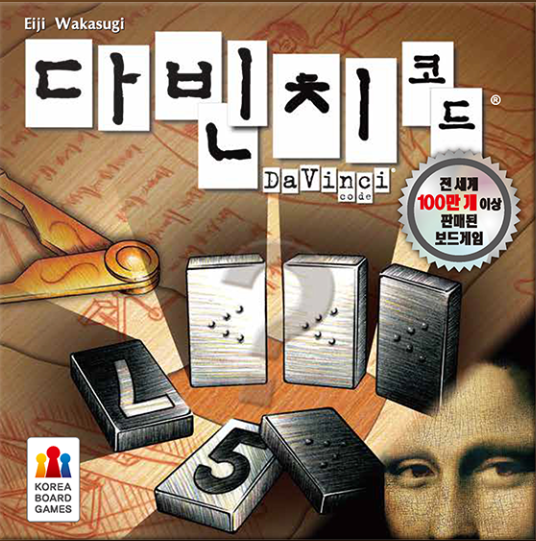 Eiji Wakasugi
다빈치 코드®
DaVinci
code
전 세계
100만 개 이상
판매된
보드게임
7
5
KOREA
BOARD
GAMES